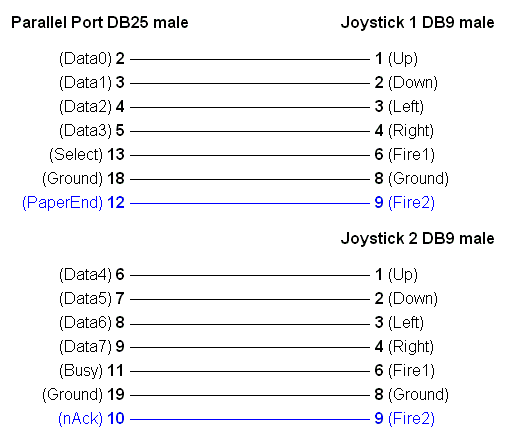 Parallel Port DB25 male Joystick 1 DB9 male
(Data0) 2 1 (Up)
(Data1) 3 2 (Down)
(Data2) 4 3 (Left)
(Data3) 5 4 (Right)
(Select) 13 6 (Fire1)
(Ground) 18 8 (Ground)
(PaperEnd) 12 9 (Fire2)
Joystick 2 DB9 male
(Data4) 6 1 (Up)
(Data5) 7 2 (Down)
(Data6) 8 3 (Left)
(Data7) 9 4 (Right)
(Busy) 11 6 (Fire1)
(Ground) 19 8 (Ground)
(nAck) 10 9 (Fire2)